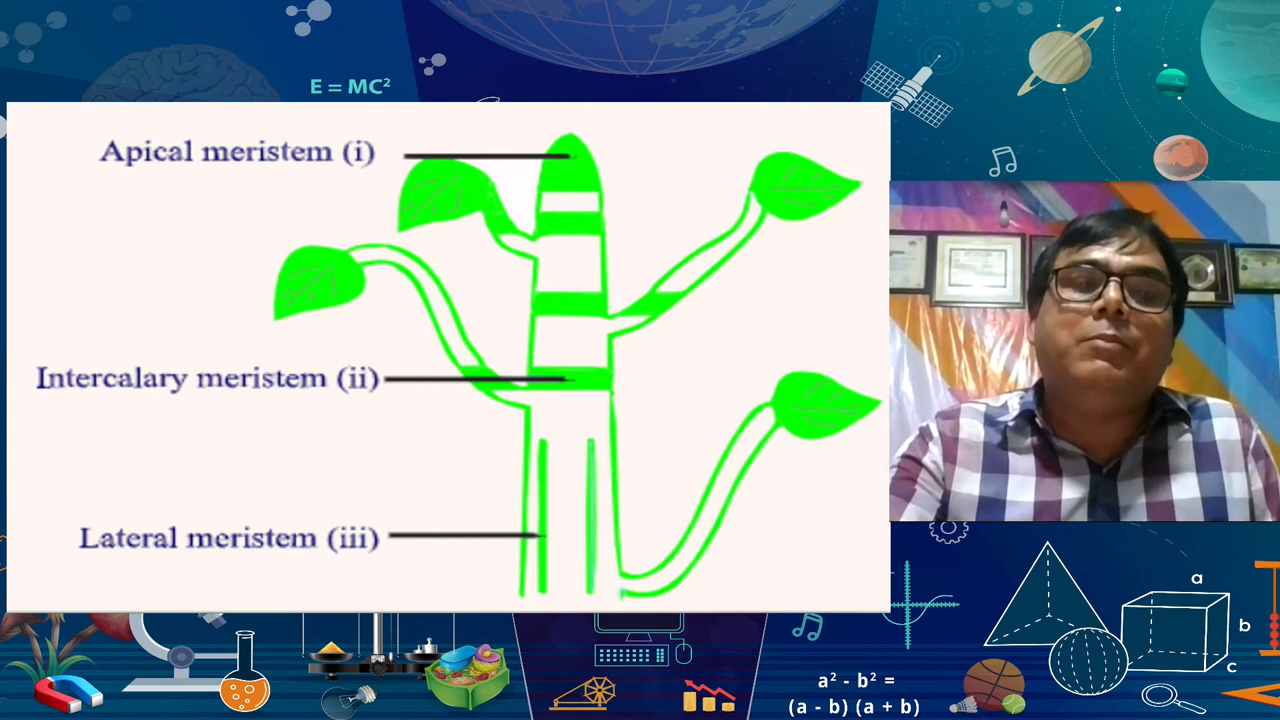 E = MC²
Apical meristem (i)
Intercalary meristem (ii)
Lateral meristem (iii)
a
b
c
a² - b² =
(a - b) (a + b)